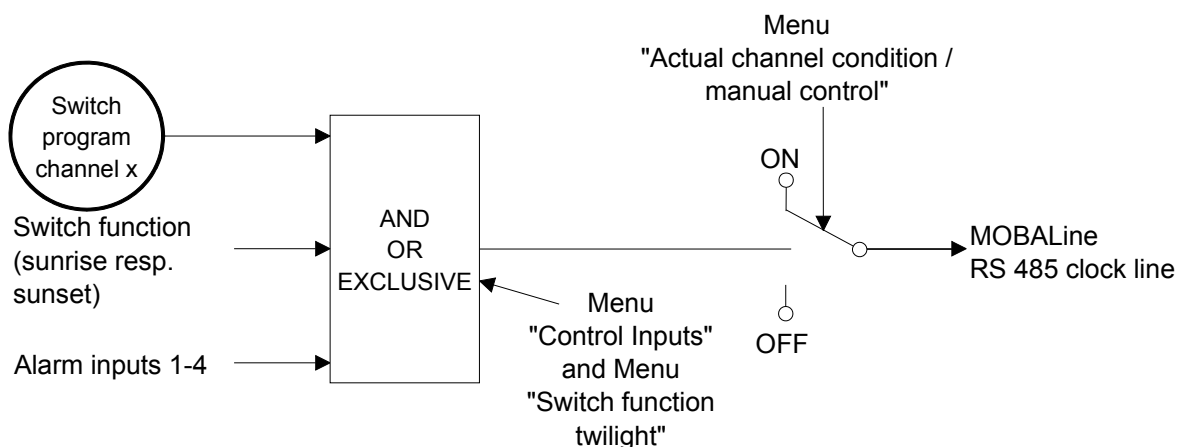 Menu
"Actual channel condition /
manual control"
Switch
program
channel x
ON
Switch function
(sunrise resp.
sunset)
AND
OR
EXCLUSIVE
MOBALine
RS 485 clock line
Menu
"Control Inputs"
and Menu
"Switch function
twilight"
OFF
Alarm inputs 1-4